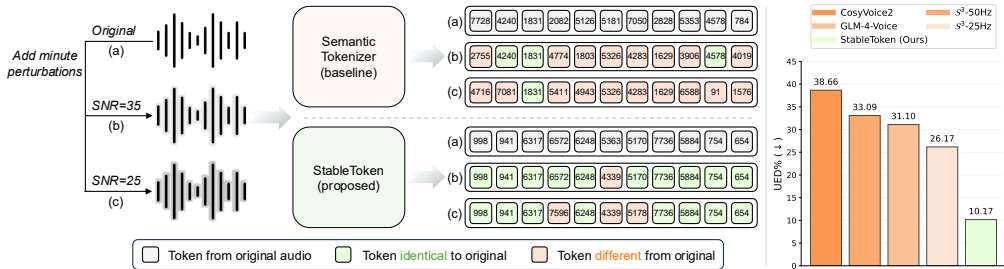 Original
(a)
Add minute
perturbations
SNR=35
(b)
SNR=25
(c)
Semantic
Tokenizer
(baseline)
StableToken
(proposed)
(a) 7728 4240 1831 2082 5126 5181 7050 2828 5353 4578 784
(b) 2755 4240 1831 4774 1803 5326 4283 1629 3906 4578 4019
(c) 4716 7081 1831 5411 4943 5326 4283 1629 6588 91 1576
(a) 998 941 6317 6572 6248 5363 5170 7736 5884 754 654
(b) 998 941 6317 6572 6248 4339 5170 7736 5884 754 654
(c) 998 941 6317 7596 6248 4339 5178 7736 5884 754 654
Token from original audio
Token identical to original
Token different from original
CosyVoice2
GLM-4-Voice
StableToken (Ours)
S³-50Hz
S³-25Hz
UED% (↓)
45
40
35
30
25
20
15
10
5
0
38.66
33.09
31.10
26.17
10.17